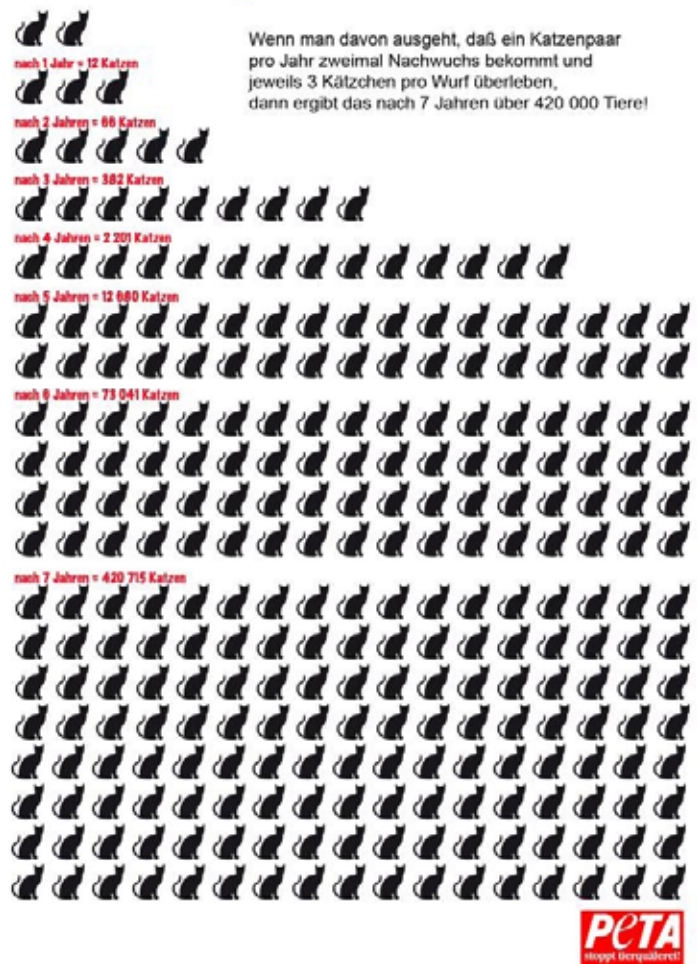 Wenn man davon ausgeht, daß ein Katzenpaar
pro Jahr zweimal Nachwuchs bekommt und
jeweils 3 Kätzchen pro Wurf überleben,
dann ergibt das nach 7 Jahren über 420 000 Tiere!
nach 1 Jahr = 12 Katzen
nach 2 Jahren = 66 Katzen
nach 3 Jahren = 382 Katzen
nach 4 Jahren = 2 201 Katzen
nach 5 Jahren = 12 680 Katzen
nach 6 Jahren = 73 041 Katzen
nach 7 Jahren = 420 715 Katzen
PETA
stoppt tierquälerei!